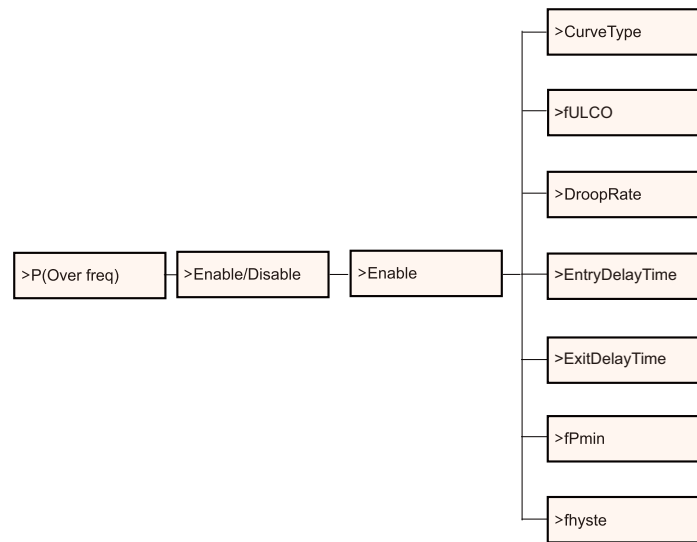 >P(Over freq)
>Enable/Disable
>Enable
>CurveType
>fULCO
>DroopRate
>EntryDelayTime
>ExitDelayTime
>fPmin
>fhyste